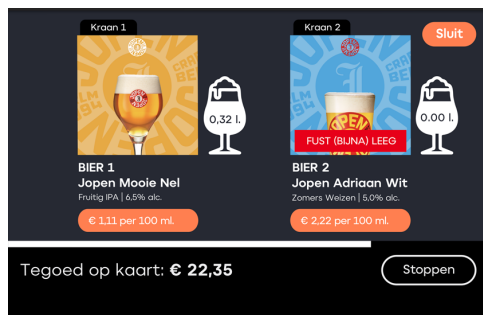 Kraan 1
Kraan 2
Sluit
0,32 l.
0.00 l.
JOPEN
FUST (BIJNA) LEEG
BIER 1
Jopen Mooie Nel
Fruitig IPA | 6,5% alc.
€ 1,11 per 100 ml.
BIER 2
Jopen Adriaan Wit
Zomers Weizen | 5,0% alc.
€ 2,22 per 100 ml.
Tegoed op kaart: € 22,35
Stoppen